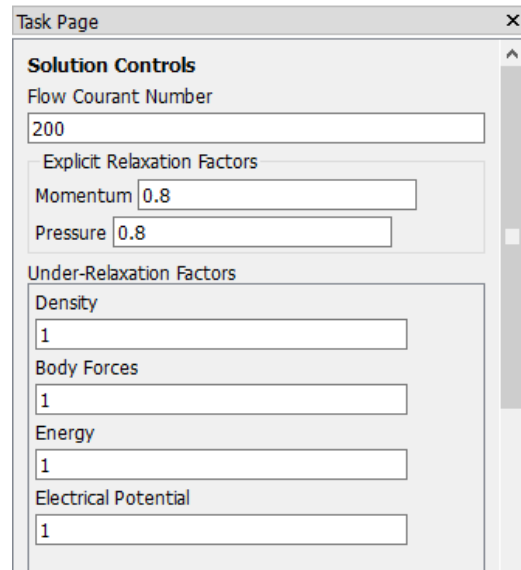 Task Page
Solution Controls
Flow Courant Number
200
Explicit Relaxation Factors
Momentum 0.8
Pressure 0.8
Under-Relaxation Factors
Density
1
Body Forces
1
Energy
1
Electrical Potential
1